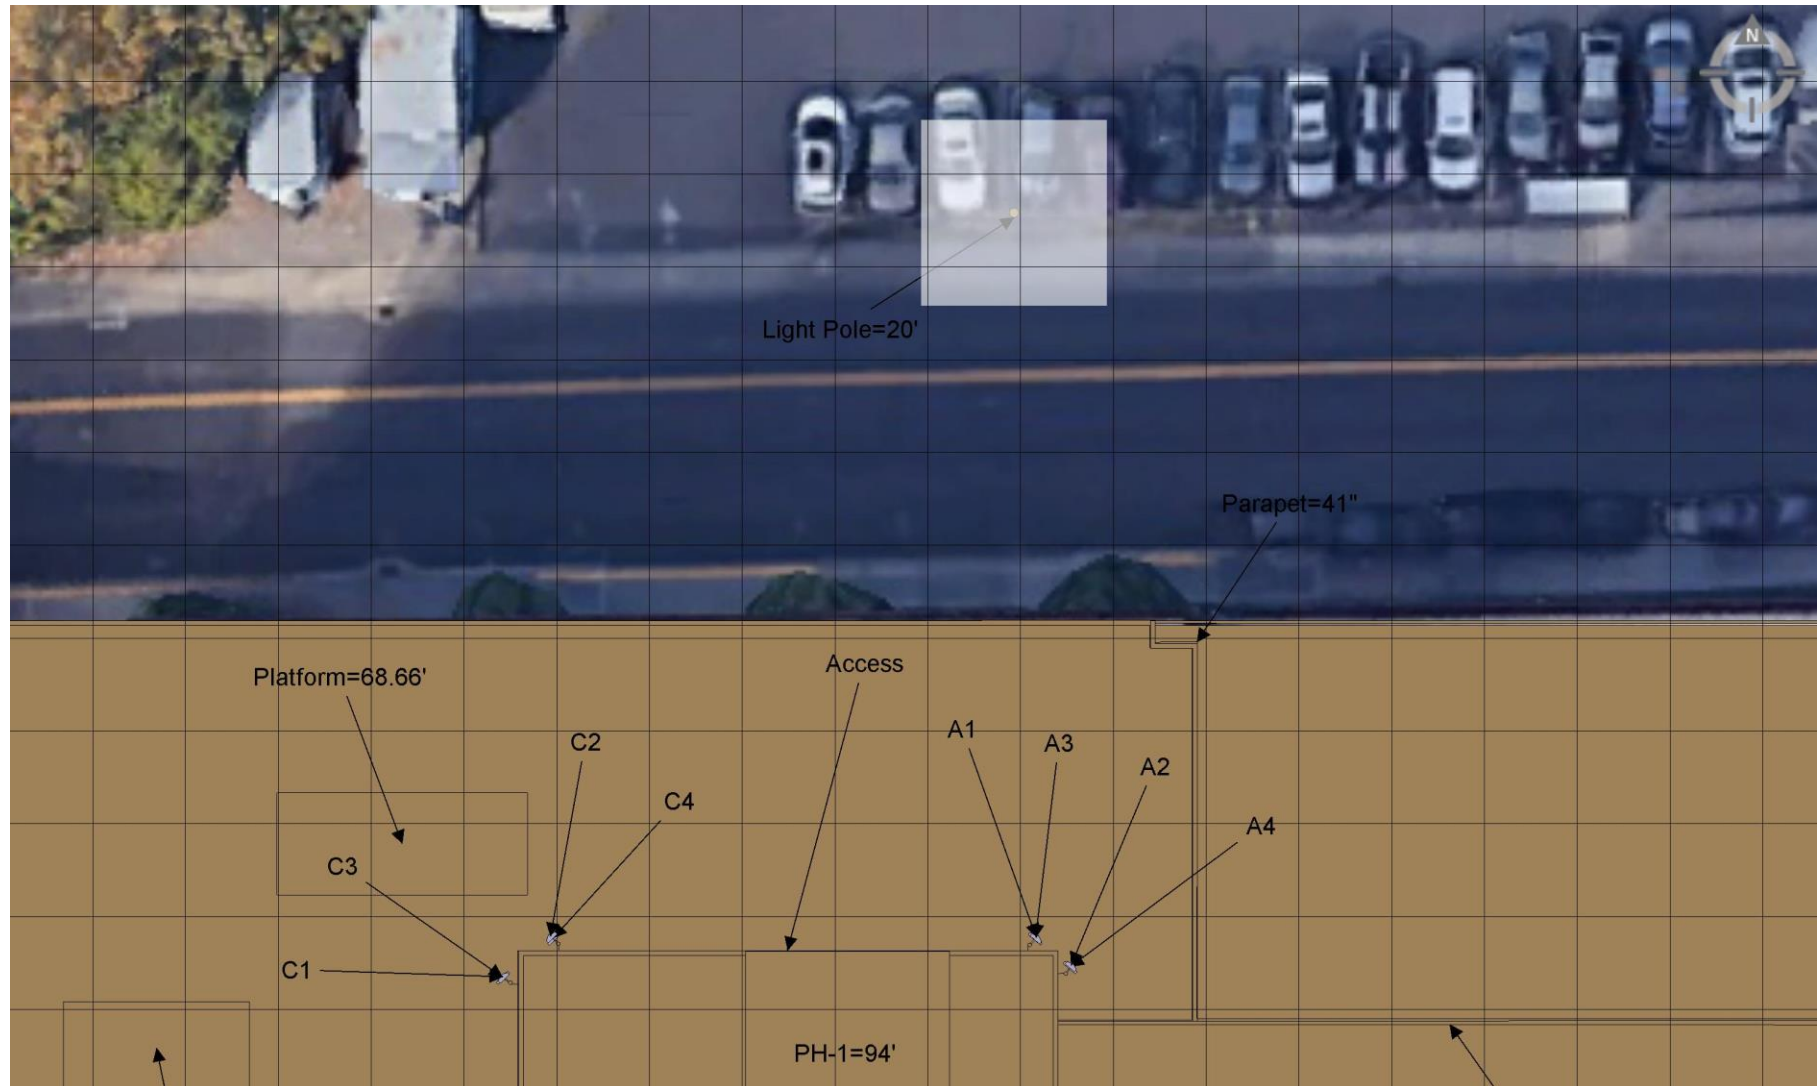 N
Light Pole=20'
Parapet=41"
Access
Platform=68.66'
A1
C2
A3
A2
C4
A4
C3
C1
PH-1=94'